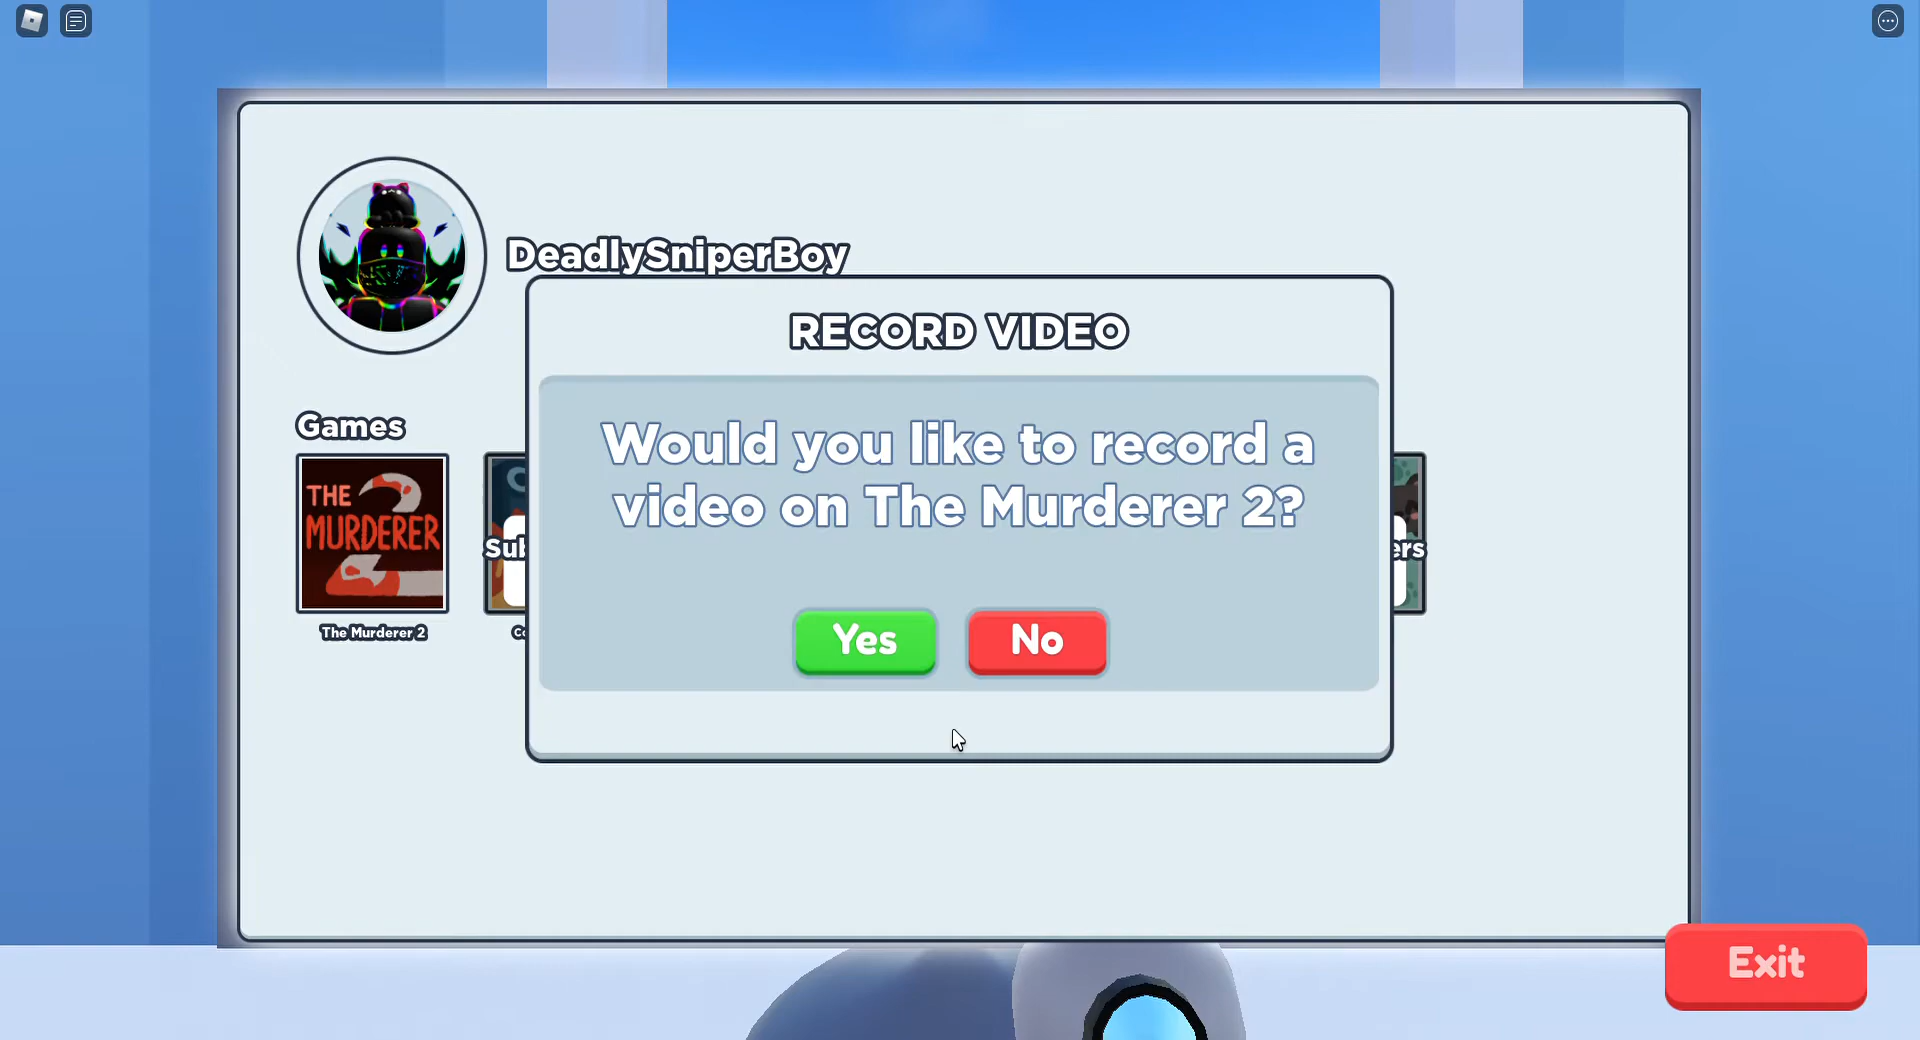 DeadlySniperBoy
RECORD VIDEO
Would you like to record a
video on The Murderer 2?
Yes
No
Games
THE
MURDERER
2
The Murderer 2
Exit